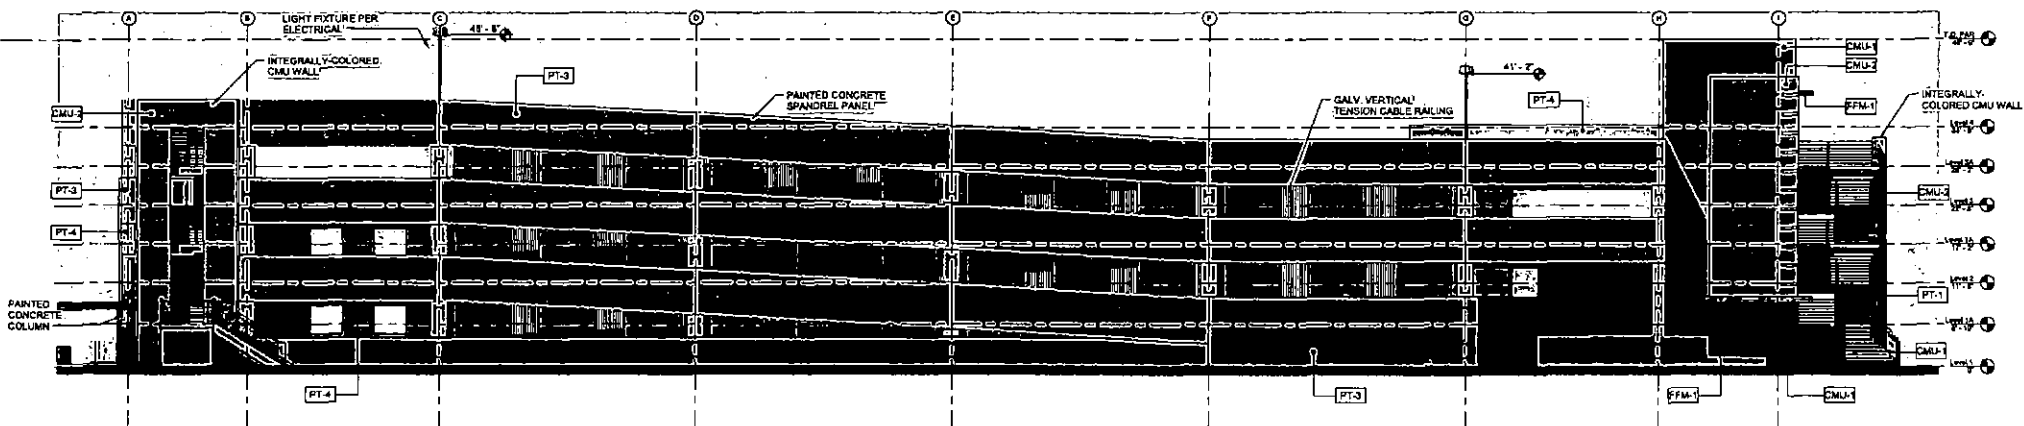 A B C D E F G H I
LIGHT FIXTURE PER
ELECTRICAL
INTEGRALLY-COLORED
CMU WALL
PT-3
PAINTED CONCRETE
SPANDREL PANEL
GALV. VERTICAL
TENSION CABLE RAILING
PT-4
CMU-1
CMU-2
FFM-1
INTEGRALLY-
COLORED CMU WALL
CMU-2
PT-3
PT-4
PAINTED
CONCRETE
COLUMN
CMU-2
PT-1
CMU-1
Level 2
PT-4
PT-3
FFM-1
CMU-1